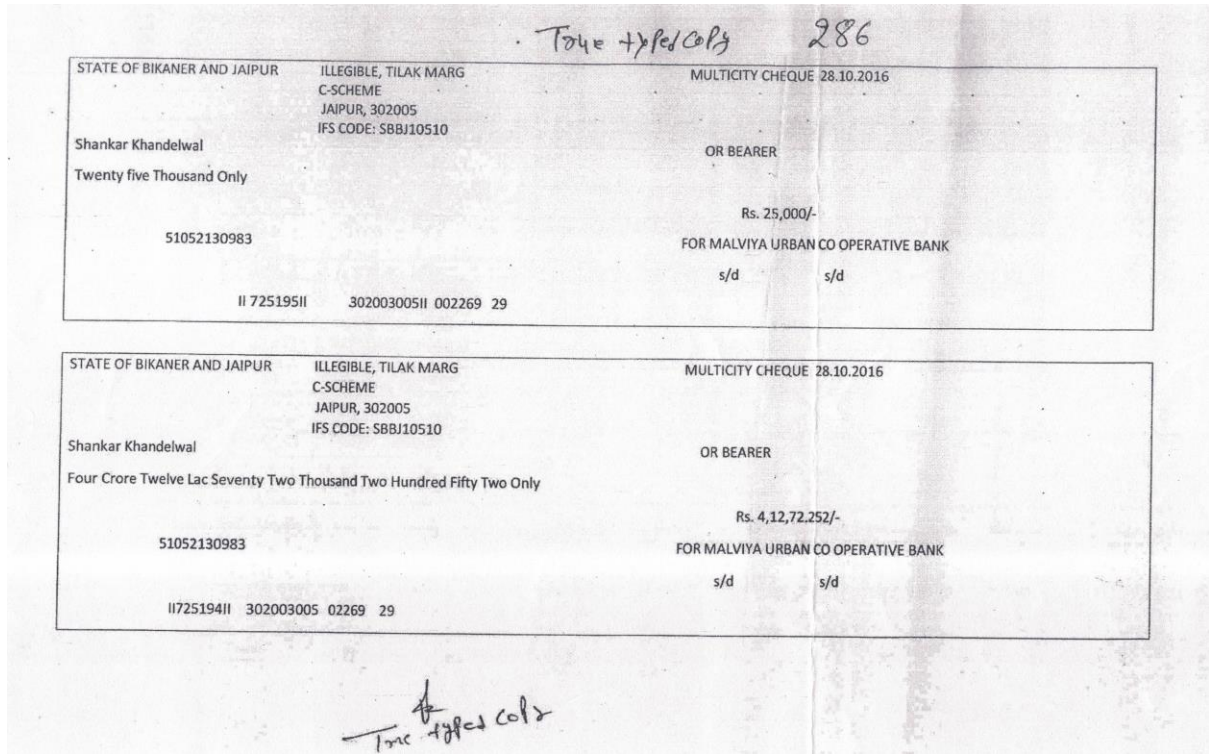 True typed Copy 286
STATE OF BIKANER AND JAIPUR ILLEGIBLE, TILAK MARG MULTICITY CHEQUE 28.10.2016
C-SCHEME
JAIPUR, 302005
IFS CODE: SBBJ10510
Shankar Khandelwal OR BEARER
Twenty five Thousand Only
Rs. 25,000/-
51052130983 FOR MALVIYA URBAN CO OPERATIVE BANK
s/d s/d
II 725195II 302003005II 002269 29
STATE OF BIKANER AND JAIPUR ILLEGIBLE, TILAK MARG MULTICITY CHEQUE 28.10.2016
C-SCHEME
JAIPUR, 302005
IFS CODE: SBBJ10510
Shankar Khandelwal OR BEARER
Four Crore Twelve Lac Seventy Two Thousand Two Hundred Fifty Two Only
Rs. 4,12,72.252/-
51052130983 FOR MALVIYA URBAN CO OPERATIVE BANK
s/d s/d
II725194II 302003005 02269 29
True typed Copy